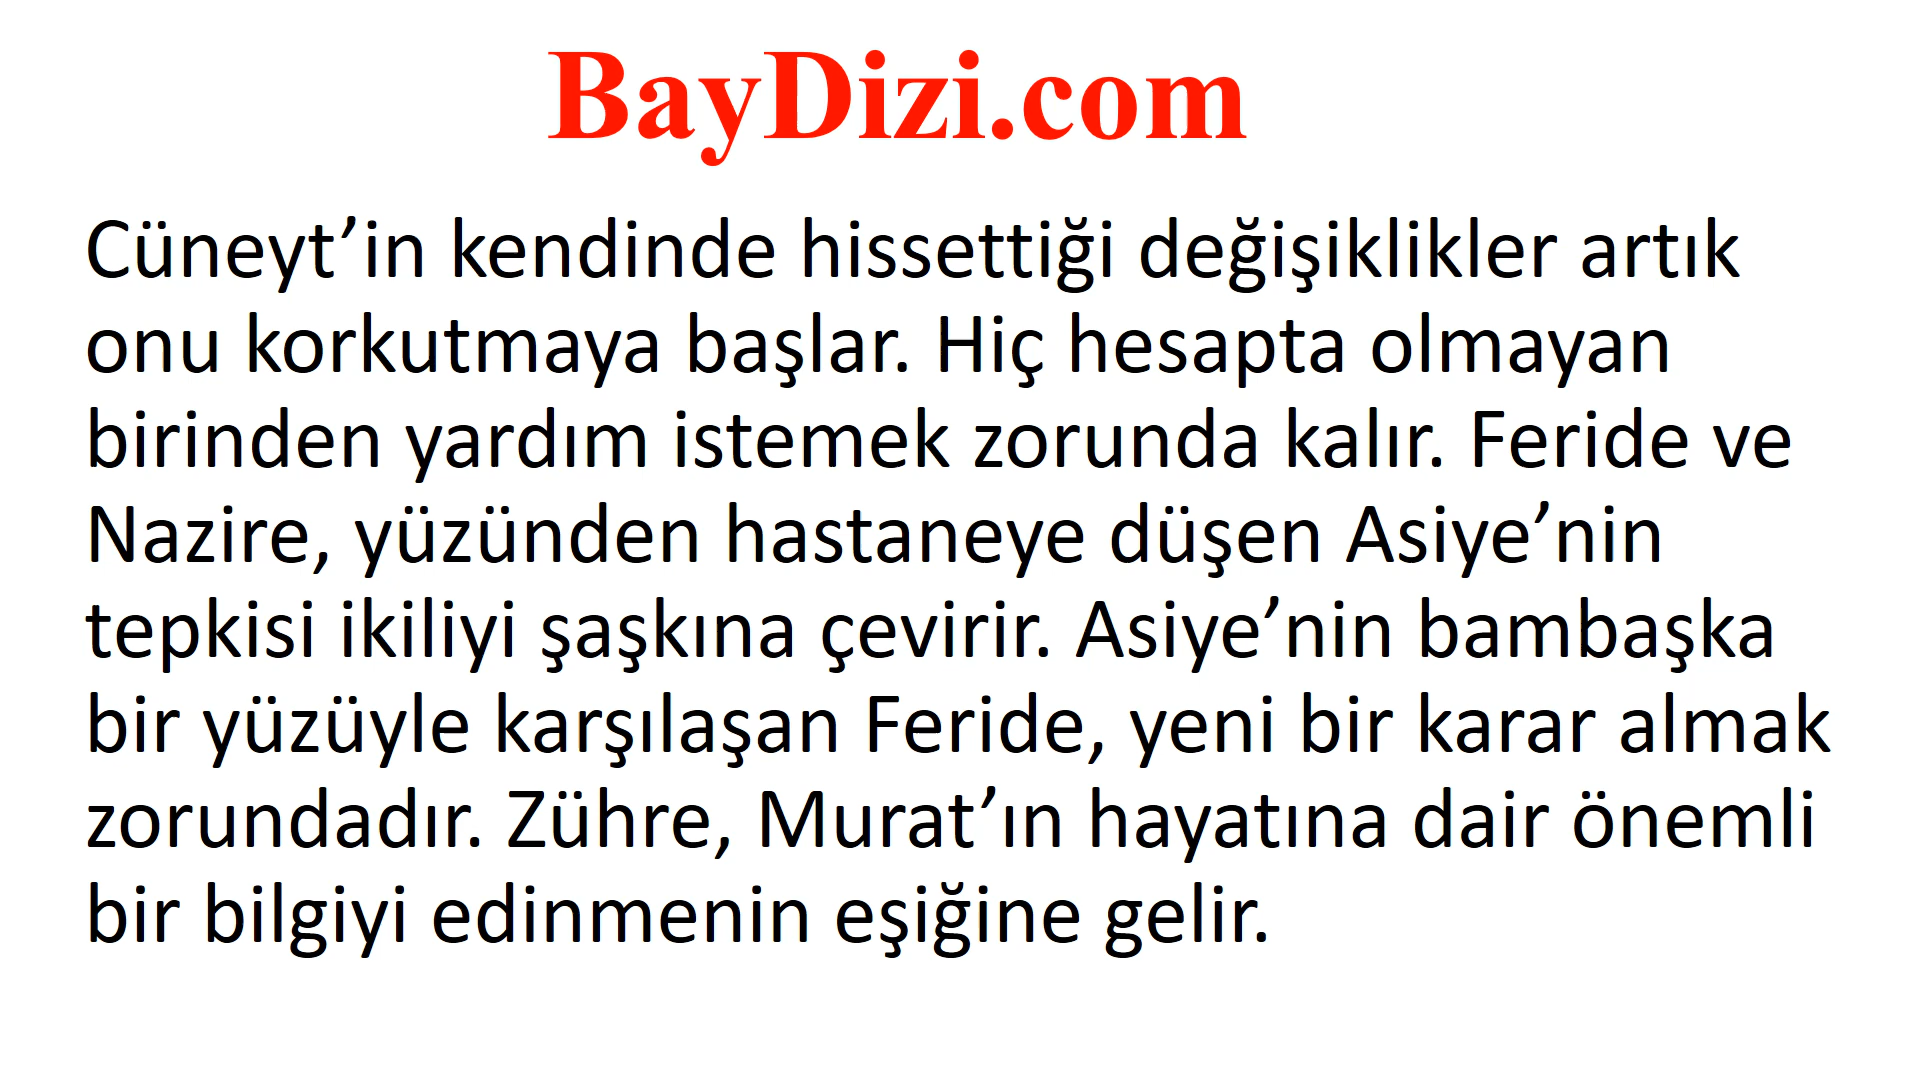 BayDizi.com
Cüneyt’in kendinde hissettiği değişiklikler artık
onu korkutmaya başlar. Hiç hesapta olmayan
birinden yardım istemek zorunda kalır. Feride ve
Nazire, yüzünden hastaneye düşen Asiye’nin
tepkisi ikiliyi şaşkına çevirir. Asiye’nin bambaşka
bir yüzüyle karşılaşan Feride, yeni bir karar almak
zorundadır. Zühre, Murat’ın hayatına dair önemli
bir bilgiyi edinmenin eşiğine gelir.